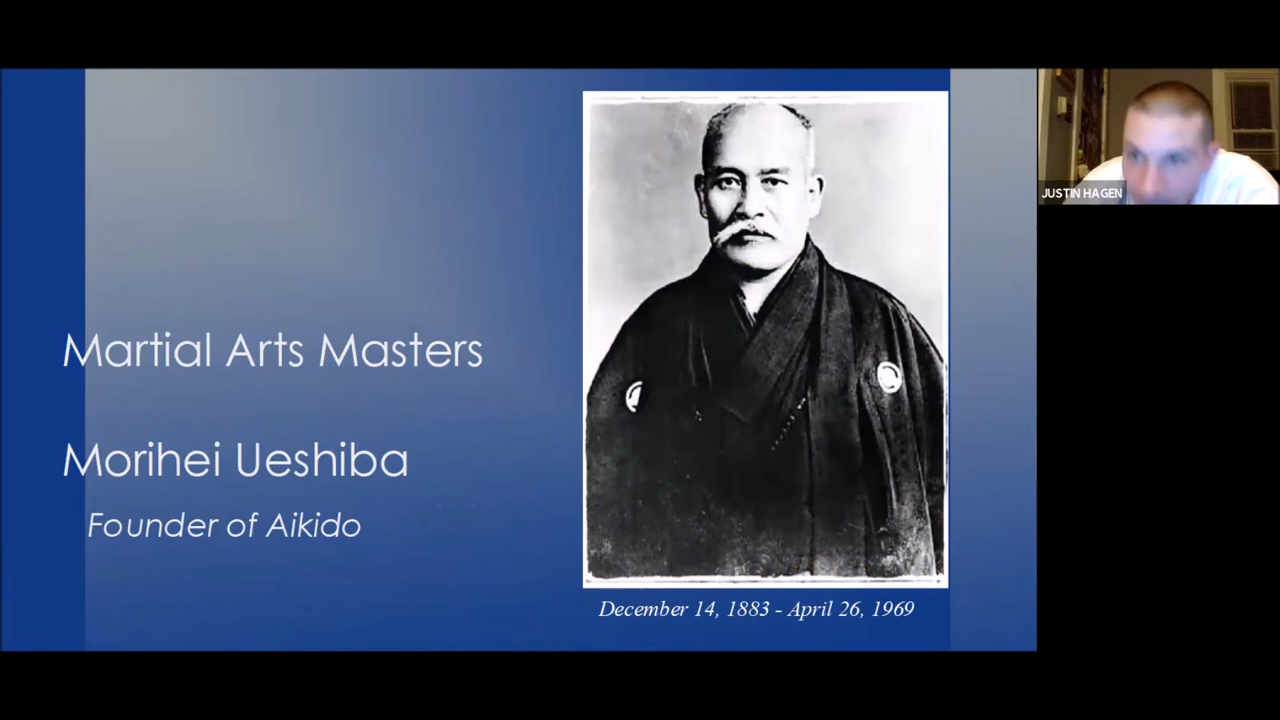 Martial Arts Masters
Morihei Ueshiba
Founder of Aikido
December 14, 1883 - April 26, 1969
JUSTIN HAGEN